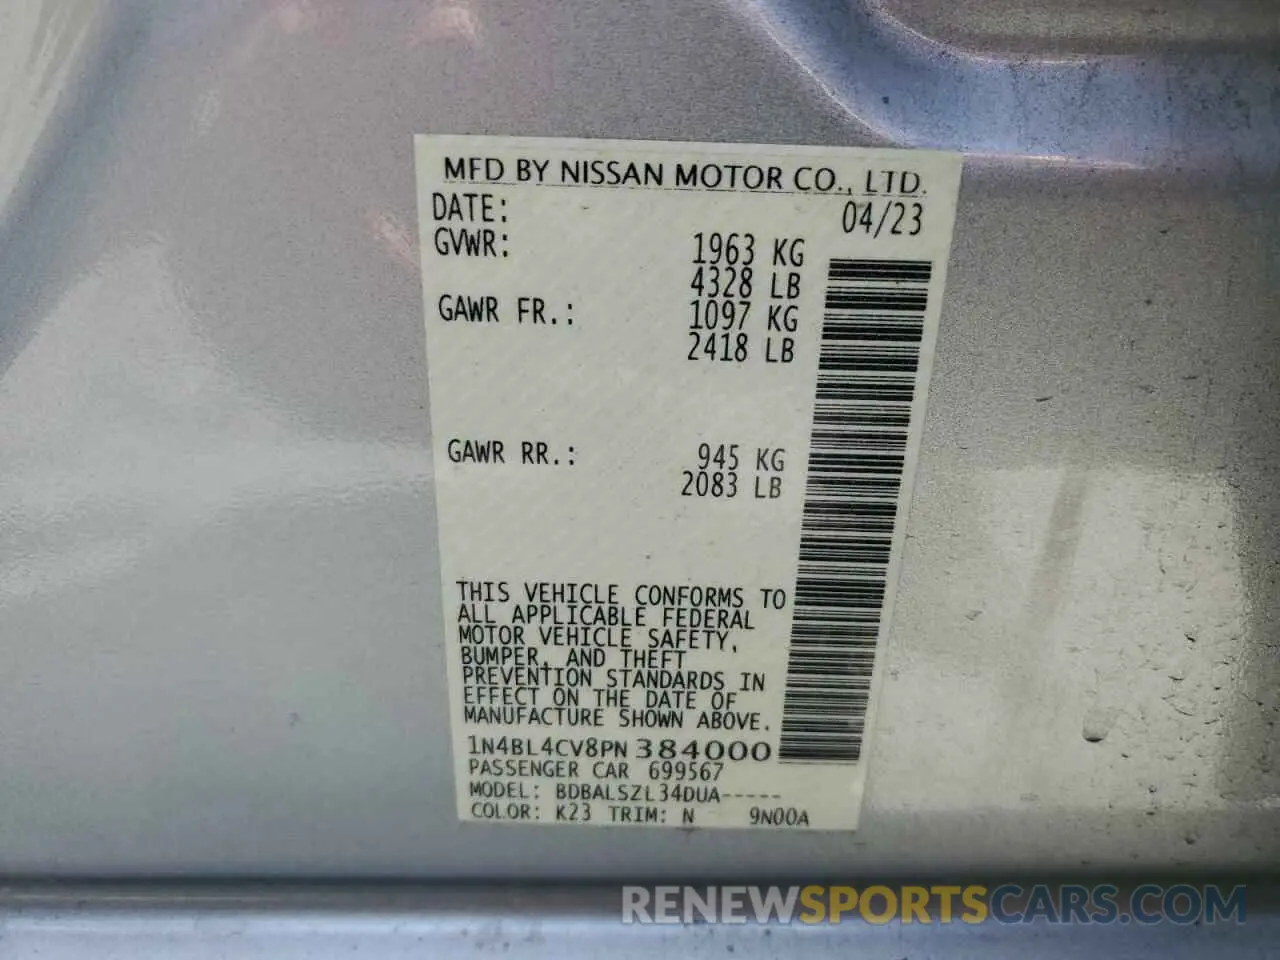 MFD BY NISSAN MOTOR CO., LTD.
DATE: 04/23
GVWR: 1963 KG
4328 LB
GAWR FR.: 1097 KG
2418 LB
GAWR RR.: 945 KG
2083 LB
THIS VEHICLE CONFORMS TO
ALL APPLICABLE FEDERAL
MOTOR VEHICLE SAFETY,
BUMPER, AND THEFT
PREVENTION STANDARDS IN
EFFECT ON THE DATE OF
MANUFACTURE SHOWN ABOVE.
1N4BL4CV8PN384000
PASSENGER CAR 699567
MODEL: BDBALSZL34DUA-----
COLOR: K23 TRIM: N 9N00A
RENEWSPORTSCARS.COM